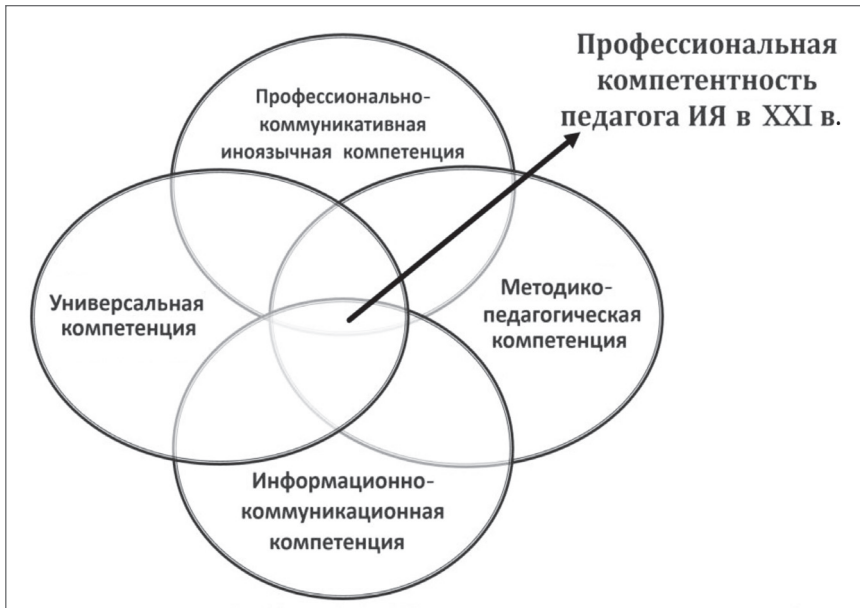 Профессиональная
компетентность
педагога ИЯ в XXI в.
Профессионально-
коммуникативная
иноязычная компетенция
Универсальная
компетенция
Методико-
педагогическая
компетенция
Информационно-
коммуникационная
компетенция